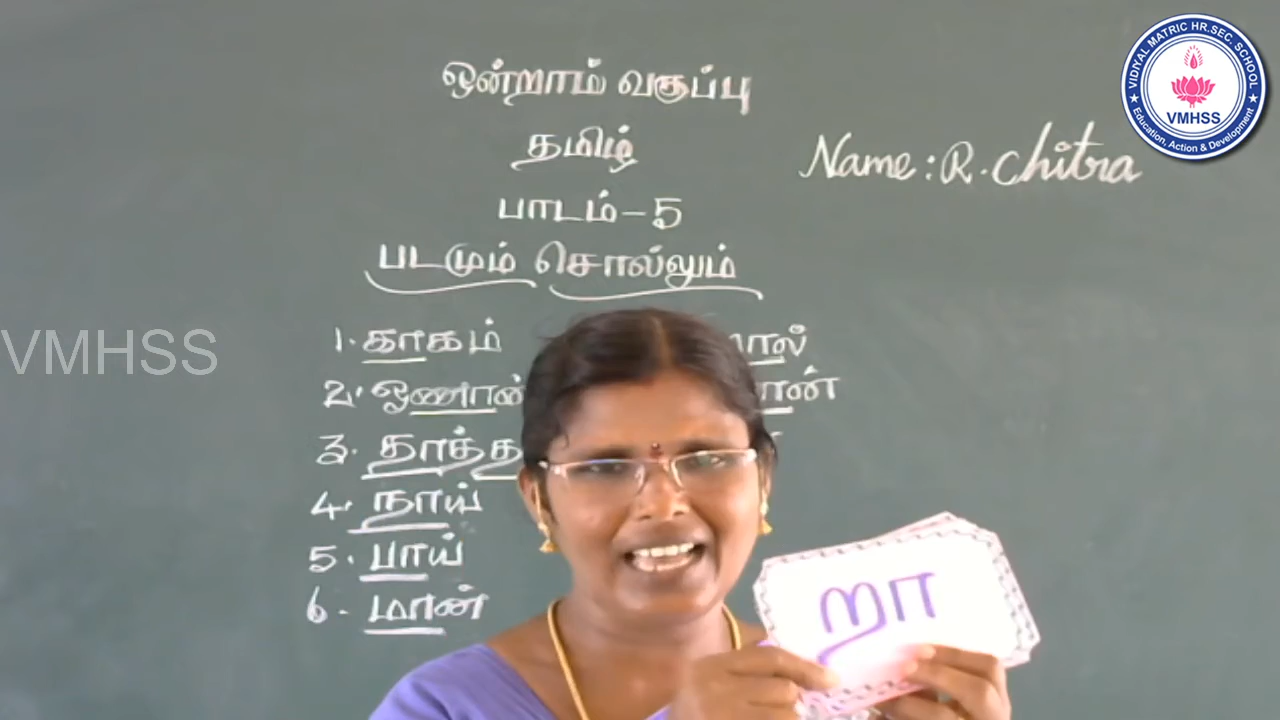 ஒன்றாம் வகுப்பு
தமிழ்
Name: R. Chitra
பாடம் – 5
படமும் சொல்லும்
1. காகம்
2. ஓணான்
3.
4. நாய்
5. பாய்
6. மான்
றா
VMHSS
VIDIYAL MATRIC HR.SEC. SCHOOL
VMHSS
Education, Action & Development